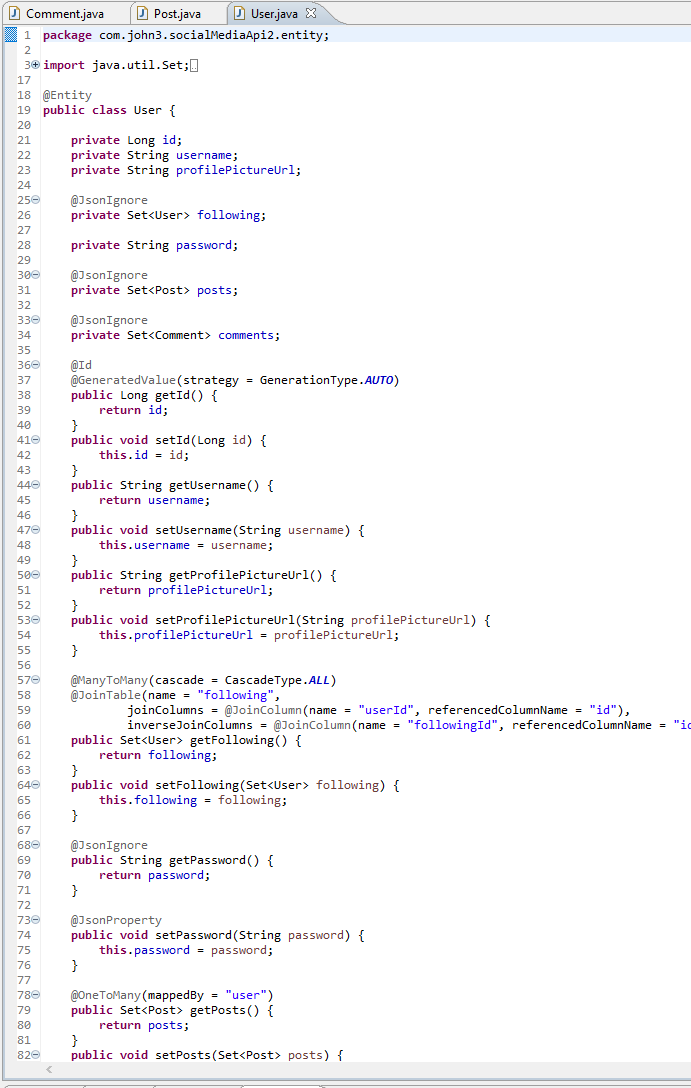 Comment.java Post.java User.java
1 package com.john3.socialMediaApi2.entity;
2
3 import java.util.Set;
17
18 @Entity
19 public class User {
20
21 private Long id;
22 private String username;
23 private String profilePictureUrl;
24
25 @JsonIgnore
26 private Set<User> following;
27
28 private String password;
29
30 @JsonIgnore
31 private Set<Post> posts;
32
33 @JsonIgnore
34 private Set<Comment> comments;
35
36 @Id
37 @GeneratedValue(strategy = GenerationType.AUTO)
38 public Long getId() {
39 return id;
40 }
41 public void setId(Long id) {
42 this.id = id;
43 }
44 public String getUsername() {
45 return username;
46 }
47 public void setUsername(String username) {
48 this.username = username;
49 }
50 public String getProfilePictureUrl() {
51 return profilePictureUrl;
52 }
53 public void setProfilePictureUrl(String profilePictureUrl) {
54 this.profilePictureUrl = profilePictureUrl;
55 }
56
57 @ManyToMany(cascade = CascadeType.ALL)
58 @JoinTable(name = "following",
59 joinColumns = @JoinColumn(name = "userId", referencedColumnName = "id"),
60 inverseJoinColumns = @JoinColumn(name = "followingId", referencedColumnName = "id
61 public Set<User> getFollowing() {
62 return following;
63 }
64 public void setFollowing(Set<User> following) {
65 this.following = following;
66 }
67
68 @JsonIgnore
69 public String getPassword() {
70 return password;
71 }
72
73 @JsonProperty
74 public void setPassword(String password) {
75 this.password = password;
76 }
77
78 @OneToMany(mappedBy = "user")
79 public Set<Post> getPosts() {
80 return posts;
81 }
82 public void setPosts(Set<Post> posts) {